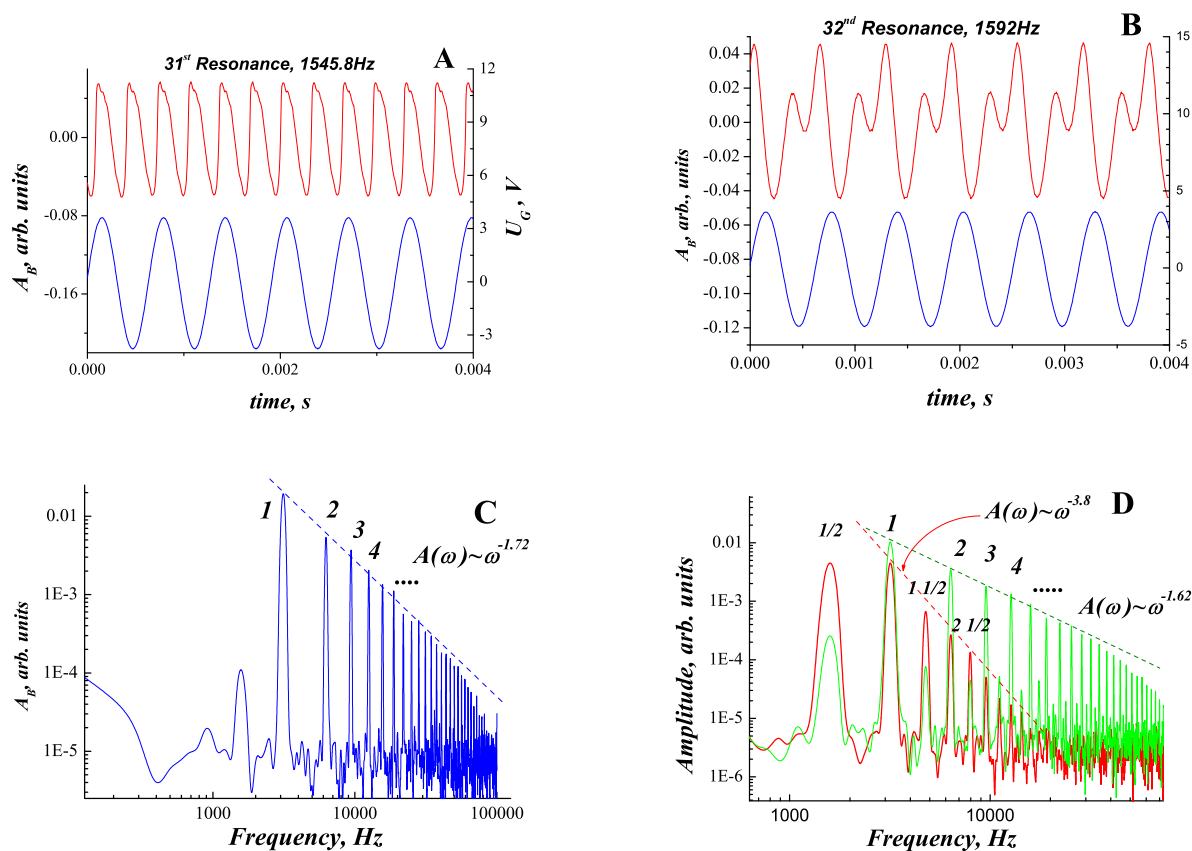 31st Resonance, 1545.8Hz
A
12
9
6
3
0
-3
0.00
-0.08
-0.16
A_B, arb. units
U_G, V
0.000
0.002
0.004
time, s
32nd Resonance, 1592Hz
B
0.04
0.02
0.00
-0.02
-0.04
-0.06
-0.08
-0.10
-0.12
15
10
5
0
-5
A_B, arb., units
0.000
0.001
0.002
0.003
0.004
time, s
C
0.01
1E-3
1E-4
1E-5
A_B, arb. units
1
2
3
4
....
A(ω)~ω^-1.72
1000
10000
100000
Frequency, Hz
D
0.01
1E-3
1E-4
1E-5
1E-6
Amplitude, arb. units
1/2
1
A(ω)~ω^-3.8
2
3
4
1 1/2
2 1/2
.....
A(ω)~ω^-1.62
1000
10000
Frequency, Hz